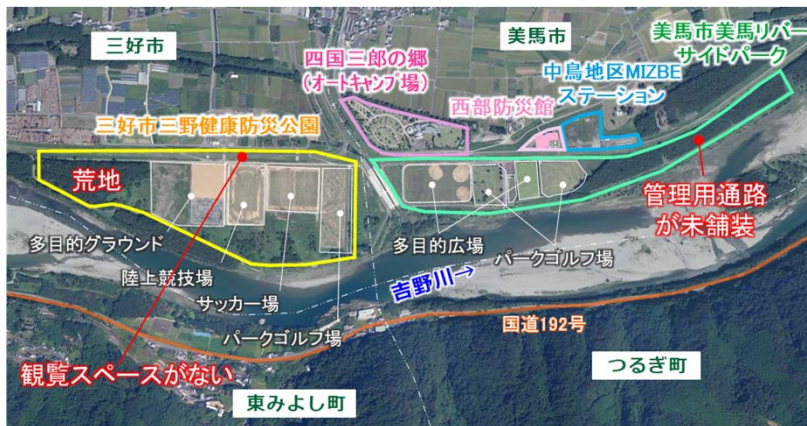 三好市
美馬市
美馬市美馬リバー
サイドパーク
四国三郎の郷
(オートキャンプ場)
中鳥地区MIZBE
ステーション
西部防災館
三好市三野健康防災公園
荒地
管理用通路
が未舗装
多目的グラウンド
多目的広場
パークゴルフ場
陸上競技場
サッカー場
吉野川→
パークゴルフ場
国道192号
観覧スペースがない
つるぎ町
東みよし町